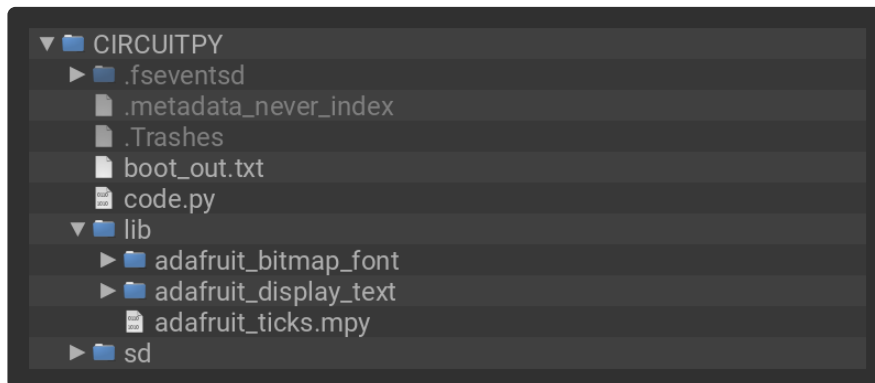 CIRCUITPY
.fseventsd
.metadata_never_index
.Trashes
boot_out.txt
code.py
lib
adafruit_bitmap_font
adafruit_display_text
adafruit_ticks.mpy
sd